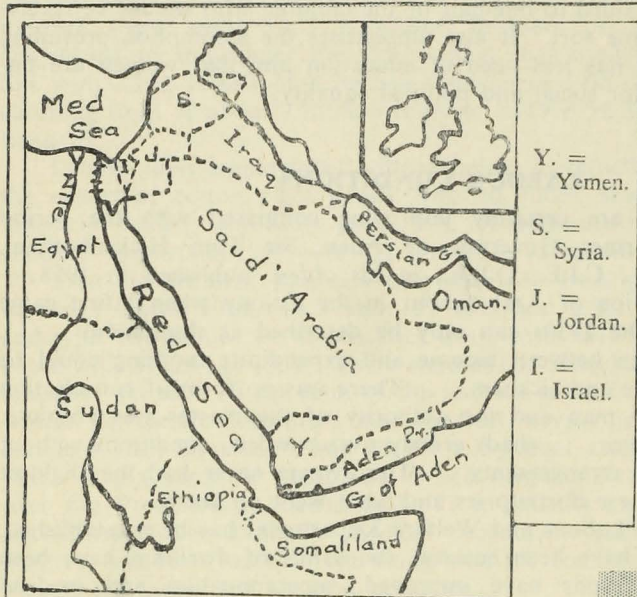 Med
Sea
S.
Iraq
I.
J.
Nile
Egypt
Persian G.
Saudi Arabia
Oman.
Red Sea
Sudan
Y.
Aden Pr.
G. of Aden
Ethiopia
Somaliland
Y. =
Yemen.
S. =
Syria.
J. =
Jordan.
I. =
Israel.